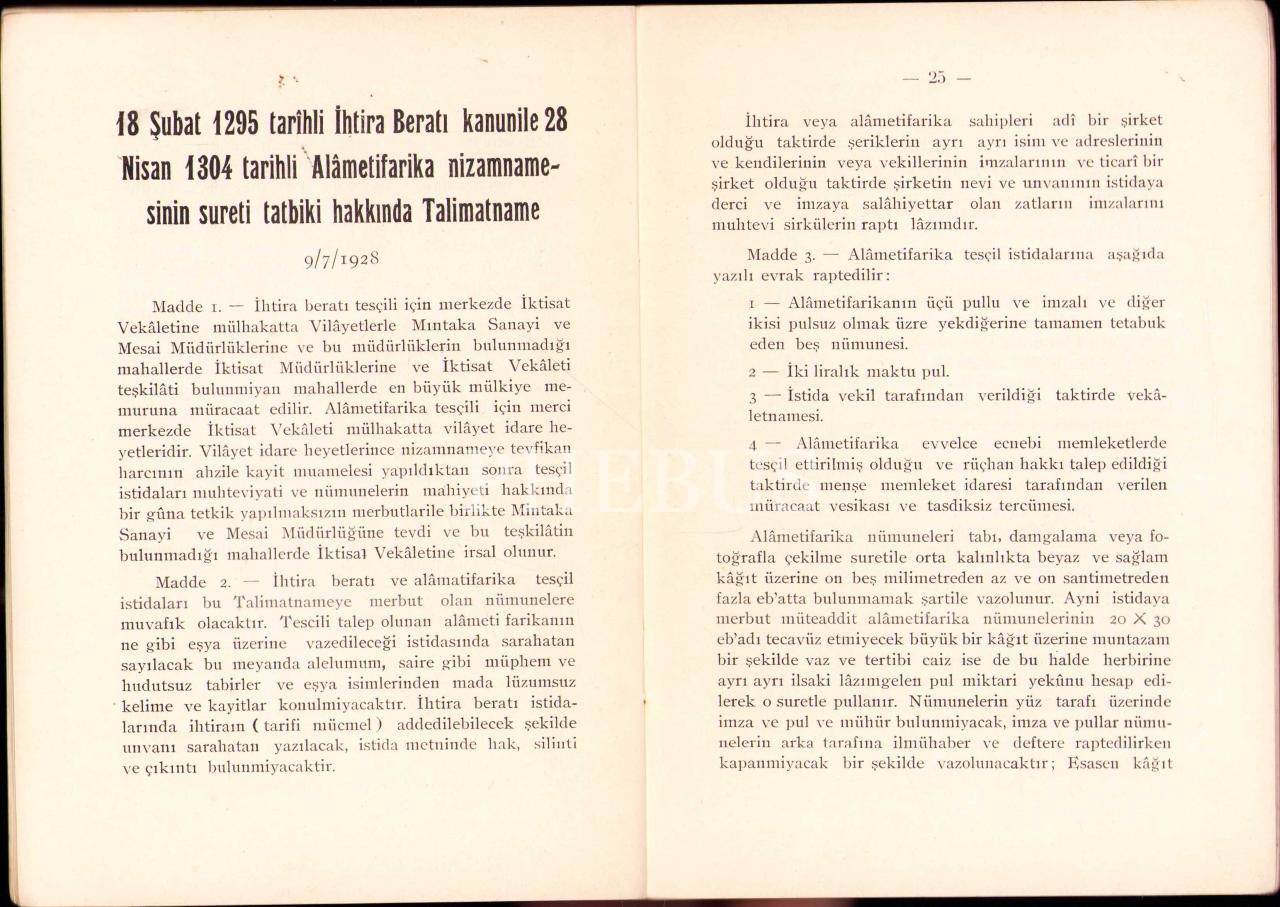 18 Şubat 1295 tarîhli İhtira Beratı kanunile 28
Nisan 1304 tarihli Alâmetifarika nizamname-
sinin sureti tatbiki hakkında Talimatname
9/7/1928
Madde 1. — İhtira beratı tesçili için merkezde İktisat
Vekâletine mülhakatta Vilâyetlerle Mıntaka Sanayi ve
Mesai Müdürlüklerine ve bu müdürlüklerin bulunmadığı
mahallerde İktisat Müdürlüklerine ve İktisat Vekâleti
teşkilâti bulunmiyan mahallerde en büyük mülkiye me-
muruna müracaat edilir. Alâmetifarika tesçili için merci
merkezde İktisat Vekâleti mülhakatta vilâyet idare he-
yetleridir. Vilâyet idare heyetlerince nizamnameye tevfikan
harcının ahzile kayit muamelesi yapıldıktan sonra tesçil
istidaları muhteviyati ve nümunelerin mahiyeti hakkında
bir gûna tetkik yapılmaksızın merbutlarile birlikte Mintaka
Sanayi ve Mesai Müdürlüğüne tevdi ve bu teşkilâtin
bulunmadığı mahallerde İktisat Vekâletine irsal olunur.
Madde 2. — İhtira beratı ve alâmatifarika tesçil
istidaları bu Talimatnameye merbut olan nümunelere
muvafık olacaktır. Tescili talep olunan alâmeti farikanın
ne gibi eşya üzerine vazedileceği istidasında sarahatan
sayılacak bu meyanda alelumum, saire gibi müphem ve
hudutsuz tabirler ve eşya isimlerinden mada lüzumsuz
kelime ve kayitlar konulmiyacaktır. İhtira beratı istida-
larında ihtiraın ( tarifi mücmel ) addedilebilecek şekilde
unvanı sarahatan yazılacak, istida metninde hak, silinti
ve çıkıntı bulunmiyacaktir.
— 25 —
İhtira veya alâmetifarika sahipleri adî bir şirket
olduğu taktirde şeriklerin ayrı ayrı isim ve adreslerinin
ve kendilerinin veya vekillerinin imzalarının ve ticarî bir
şirket olduğu taktirde şirketin nevi ve unvanının istidaya
derci ve imzaya salâhiyettar olan zatların imzalarını
muhtevi sirkülerin raptı lâzımdır.
Madde 3. — Alâmetifarika tesçil istidalarına aşağıda
yazılı evrak raptedilir:
1 — Alâmetifarikanın üçü pullu ve imzalı ve diğer
ikisi pulsuz olmak üzre yekdiğerine tamamen tetabuk
eden beş nümunesi.
2 — İki liralık maktu pul.
3 — İstida vekil tarafından verildiği taktirde vekâ-
letnamesi.
4 — Alâmetifarika evvelce ecnebi memleketlerde
tesçil ettirilmiş olduğu ve rüçhan hakkı talep edildiği
taktirde menşe memleket idaresi tarafından verilen
müracaat vesikası ve tasdiksiz tercümesi.
Alâmetifarika nümuneleri tabı, damgalama veya fo-
toğrafla çekilme suretile orta kalınlıkta beyaz ve sağlam
kâğıt üzerine on beş milimetreden az ve on santimetreden
fazla eb'atta bulunmamak şartile vazolunur. Ayni istidaya
merbut müteaddit alâmetifarika nümunelerinin 20 X 30
eb'adı tecavüz etmiyecek büyük bir kâğıt üzerine muntazam
bir şekilde vaz ve tertibi caiz ise de bu halde herbirine
ayrı ayrı ilsaki lâzımgelen pul miktari yekûnu hesap edi-
lerek o suretle pullanır. Nümunelerin yüz tarafı üzerinde
imza ve pul ve mühür bulunmiyacak, imza ve pullar nümu-
nelerin arka tarafına ilmühaber ve deftere raptedilirken
kapanmiyacak bir şekilde vazolunacaktır; Esasen kâğıt